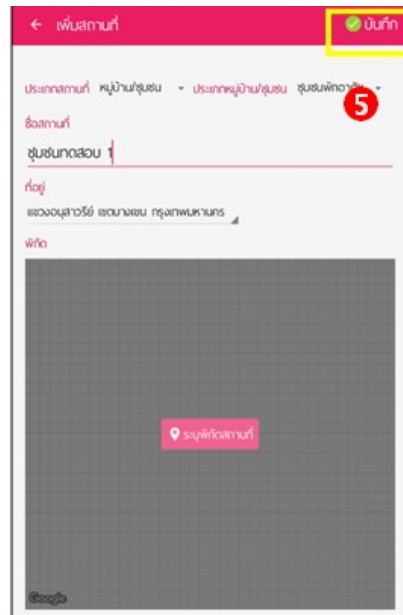 ← เพิ่มสถานที่ บันทึก
ประเภทสถานที่ หมู่บ้าน/ชุมชน ประเภทหมู่บ้าน/ชุมชน ชุมชนพักอาศัย
5
ชื่อสถานที่
ชุมชนทดสอบ 1
ที่อยู่
แขวงอนุสาวรีย์ เขตบางเขน กรุงเทพมหานคร
พิกัด
ระบุพิกัดสถานที่
Google